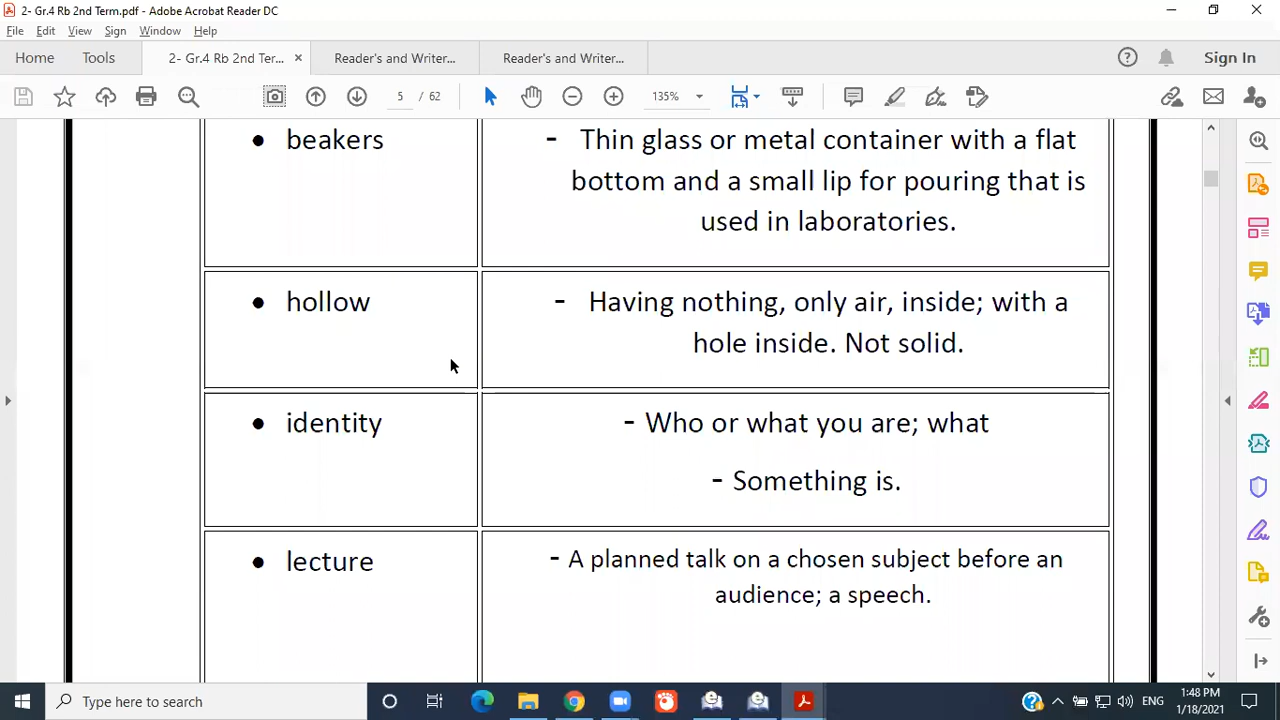 2- Gr.4 Rb 2nd Term.pdf - Adobe Acrobat Reader DC
File Edit View Sign Window Help
Home Tools 2- Gr.4 Rb 2nd Ter... × Reader's and Writer... Reader's and Writer... Sign In
5 / 62 135%
• beakers
- Thin glass or metal container with a flat
bottom and a small lip for pouring that is
used in laboratories.
• hollow
- Having nothing, only air, inside; with a
hole inside. Not solid.
• identity
- Who or what you are; what
- Something is.
• lecture
- A planned talk on a chosen subject before an
audience; a speech.
Type here to search
ENG
1:48 PM
1/18/2021